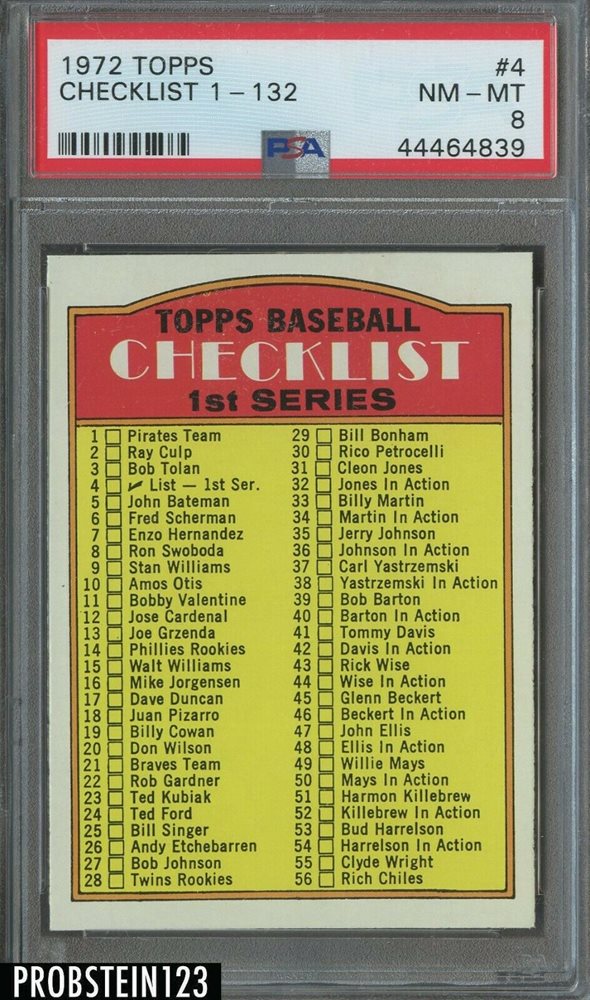 1972 TOPPS #4
CHECKLIST 1 – 132 NM – MT
8
PSA 44464839
TOPPS BASEBALL
CHECKLIST
1st SERIES
1 Pirates Team
2 Ray Culp
3 Bob Tolan
4 ✓ List — 1st Ser.
5 John Bateman
6 Fred Scherman
7 Enzo Hernandez
8 Ron Swoboda
9 Stan Williams
10 Amos Otis
11 Bobby Valentine
12 Jose Cardenal
13 Joe Grzenda
14 Phillies Rookies
15 Walt Williams
16 Mike Jorgensen
17 Dave Duncan
18 Juan Pizarro
19 Billy Cowan
20 Don Wilson
21 Braves Team
22 Rob Gardner
23 Ted Kubiak
24 Ted Ford
25 Bill Singer
26 Andy Etchebarren
27 Bob Johnson
28 Twins Rookies
29 Bill Bonham
30 Rico Petrocelli
31 Cleon Jones
32 Jones In Action
33 Billy Martin
34 Martin In Action
35 Jerry Johnson
36 Johnson In Action
37 Carl Yastrzemski
38 Yastrzemski In Action
39 Bob Barton
40 Barton In Action
41 Tommy Davis
42 Davis In Action
43 Rick Wise
44 Wise In Action
45 Glenn Beckert
46 Beckert In Action
47 John Ellis
48 Ellis In Action
49 Willie Mays
50 Mays In Action
51 Harmon Killebrew
52 Killebrew In Action
53 Bud Harrelson
54 Harrelson In Action
55 Clyde Wright
56 Rich Chiles
PROBSTEIN123